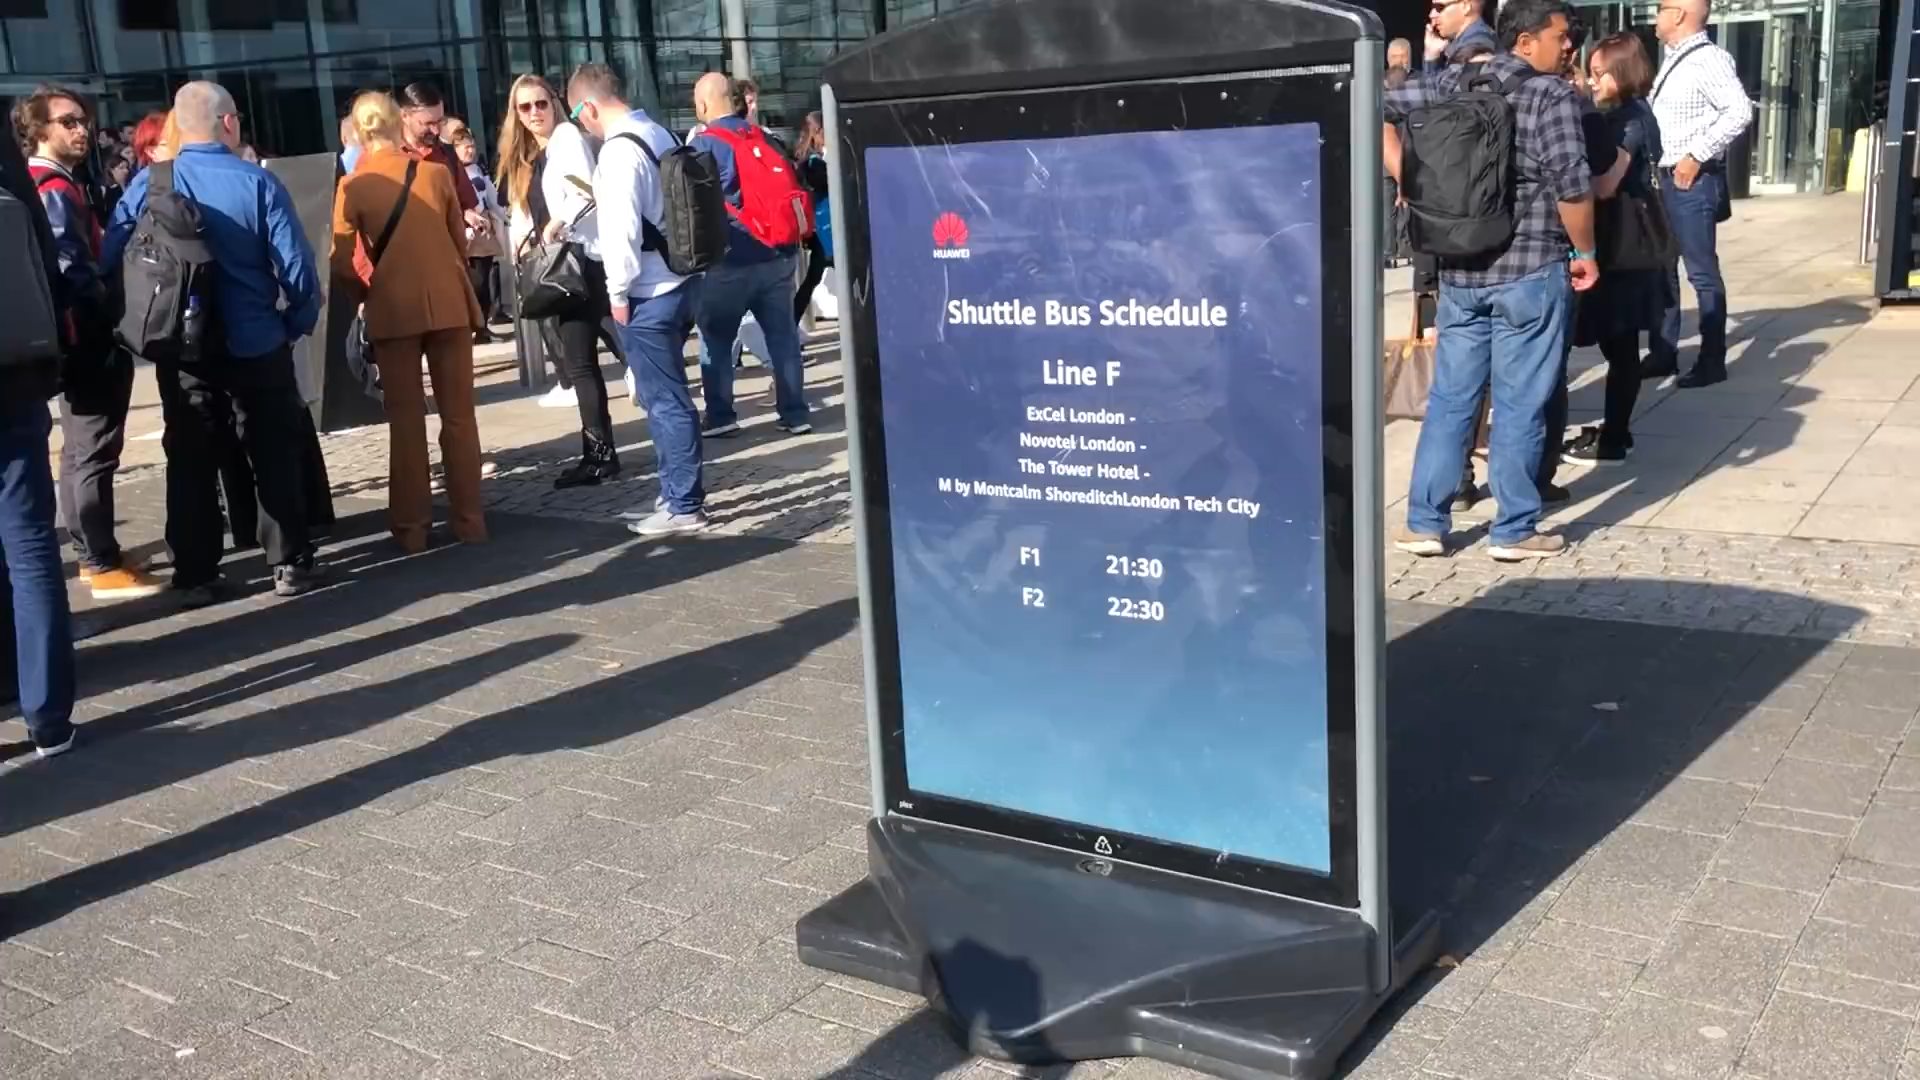 HUAWEI
Shuttle Bus Schedule
Line F
ExCel London -
Novotel London -
The Tower Hotel -
M by Montcalm ShoreditchLondon Tech City
F1 21:30
F2 22:30
plex